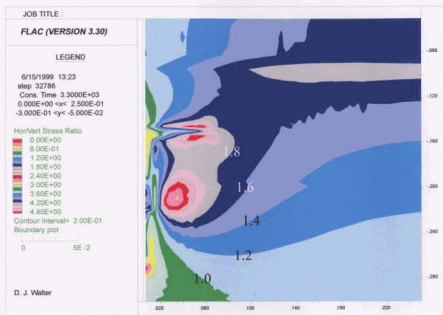 JOB TITLE :
FLAC (VERSION 3.30)
LEGEND
6/15/1999 13:23
step 32786
Cons. Time 3.3000E+03
0.000E+00 <x< 2.500E-01
-3.000E-01 <y< -5.000E-02
Hor/Vert Stress Ratio
0.00E+00
6.00E-01
1.20E+00
1.80E+00
2.40E+00
3.00E+00
3.60E+00
4.20E+00
4.80E+00
Contour interval= 2.00E-01
Boundary plot
0 5E -2
D. J. Walter
1.8
1.6
1.4
1.2
1.0
.020 .060 .100 .140 .180 .220
-.080
-.120
-.160
-.200
-.240
-.280